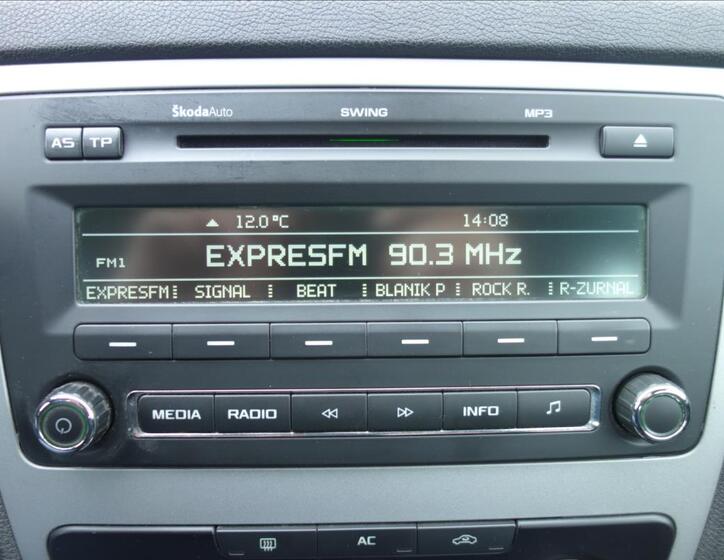 ŠkodaAuto SWING MP3
AS TP
12.0°C 14:08
FM1 EXPRESFM 90.3 MHz
EXPRESFM SIGNAL BEAT BLANIK P ROCK R. R-ZURNAL
MEDIA RADIO INFO
AC